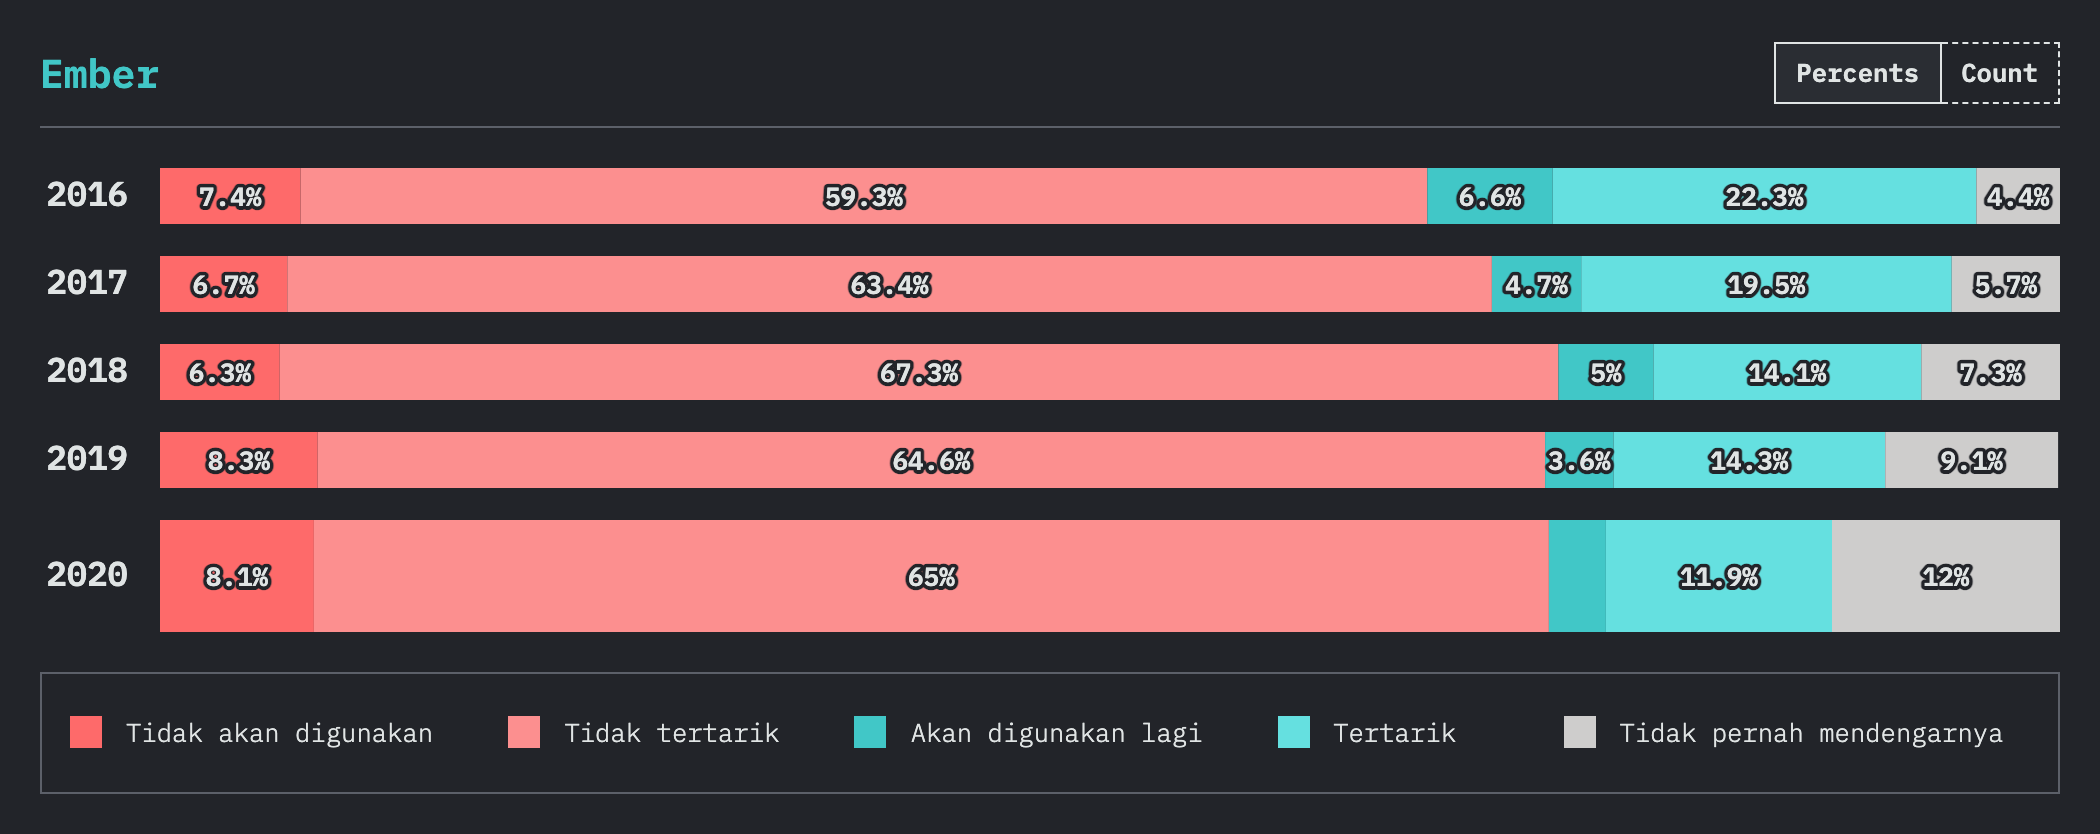 Ember
Percents Count
2016 7.4% 59.3% 6.6% 22.3% 4.4%
2017 6.7% 63.4% 4.7% 19.5% 5.7%
2018 6.3% 67.3% 5% 14.1% 7.3%
2019 8.3% 64.6% 3.6% 14.3% 9.1%
2020 8.1% 65% 11.9% 12%
Tidak akan digunakan Tidak tertarik Akan digunakan lagi Tertarik Tidak pernah mendengarnya